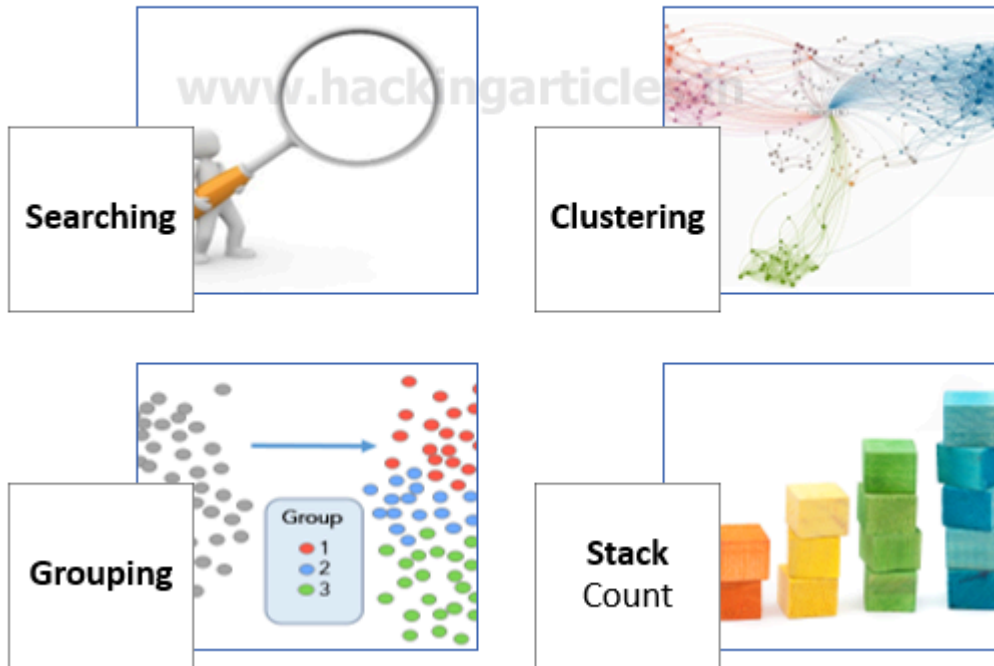 www.hackingarticles.in
Searching
Clustering
Grouping
Group
1
2
3
Stack
Count